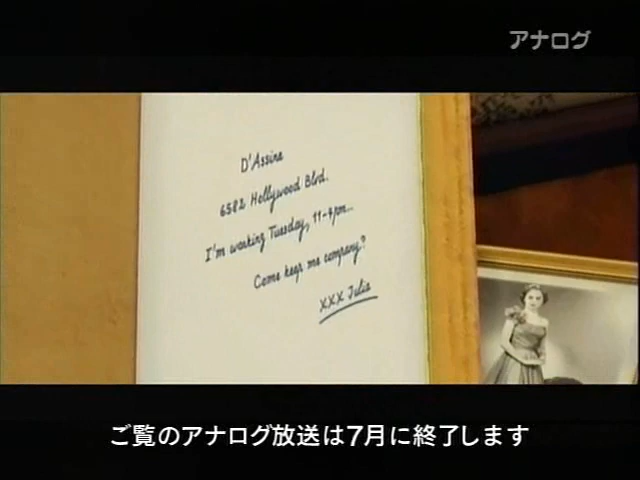 アナログ
D'Assine
6582 Hollywood Blvd.
I'm working Tuesday, 11-4pm.
Come keep me company?
XXX Julia
ご覧のアナログ放送は7月に終了します